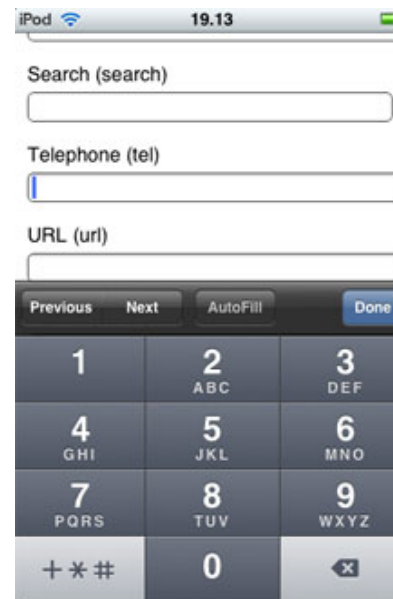 iPod 19.13
Search (search)
Telephone (tel)
URL (url)
Previous Next AutoFill Done
1 2 3
ABC DEF
4 5 6
GHI JKL MNO
7 8 9
PQRS TUV WXYZ
+*# 0